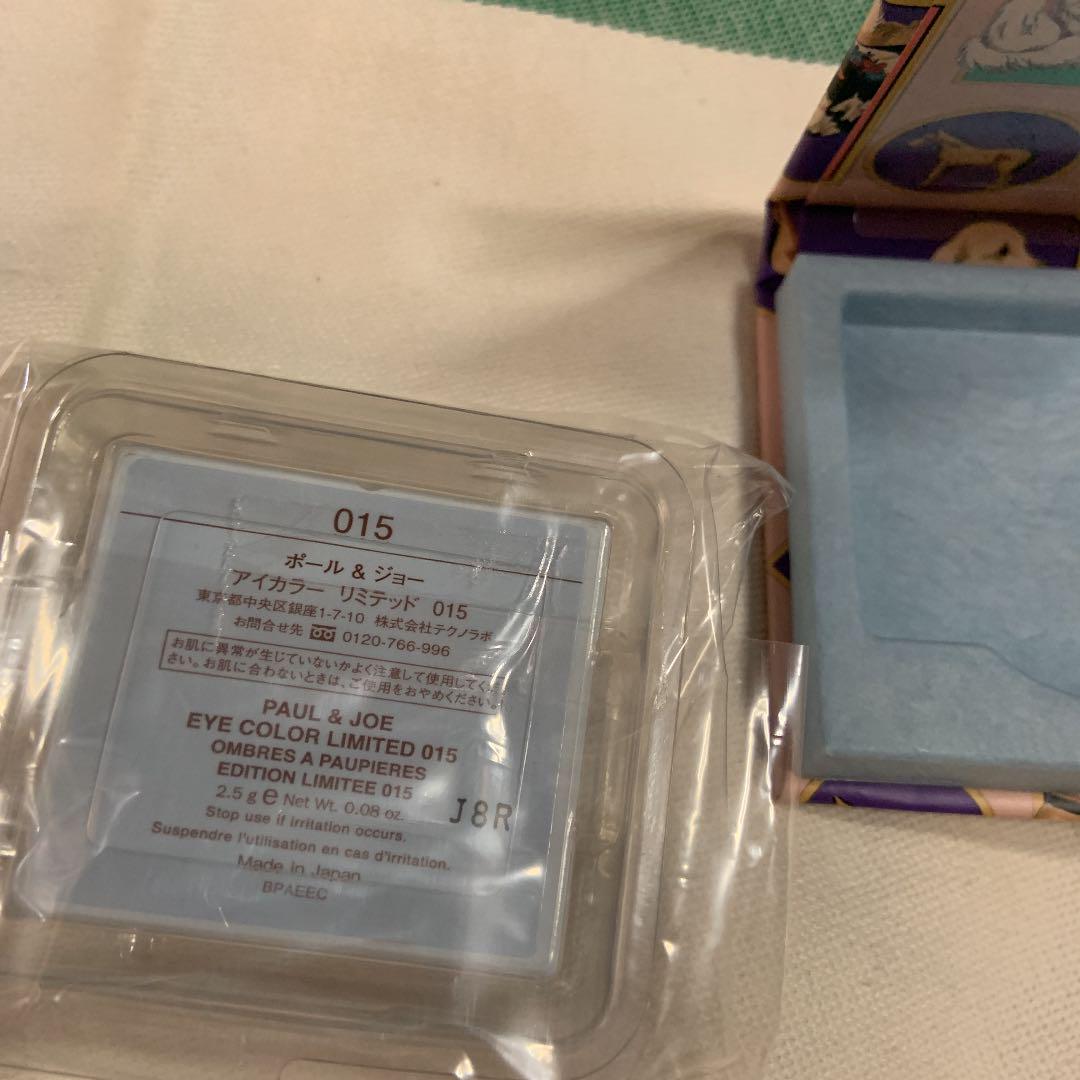 015
ポール & ジョー
アイカラー リミテッド 015
東京都中央区銀座1-7-10 株式会社テクノラボ
お問合せ先 0120-766-996
お肌に異常が生じていないかよく注意して使用してくだ
さい。お肌に合わないときは、ご使用をおやめください。
PAUL & JOE
EYE COLOR LIMITED 015
OMBRES A PAUPIERES
EDITION LIMITEE 015
2.5 g e Net Wt. 0.08 oz.
J8R
Stop use if irritation occurs.
Suspendre l'utilisation en cas d'irritation.
Made in Japan
BPAEEC